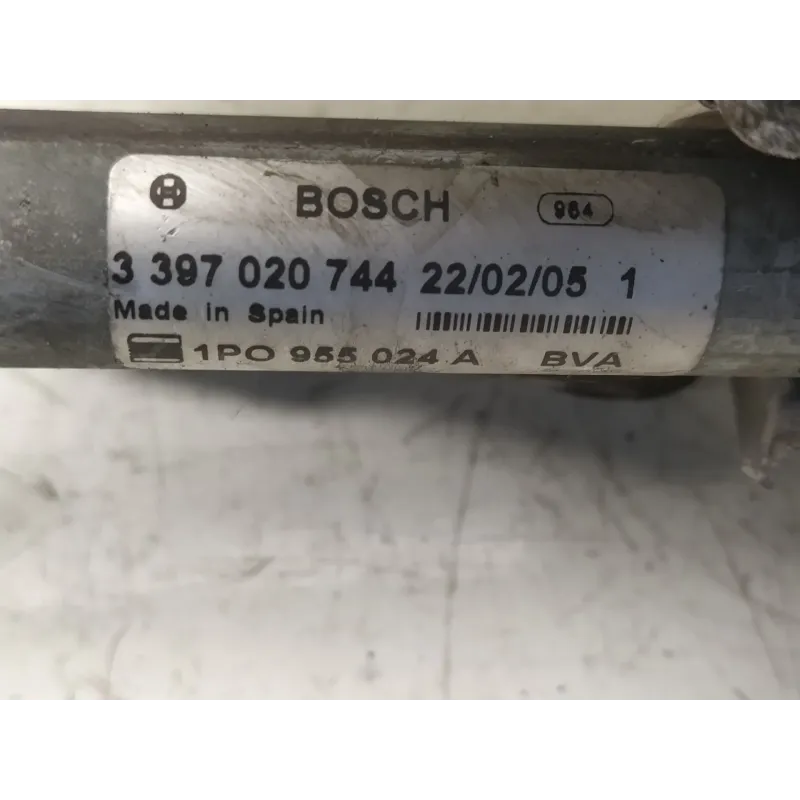 BOSCH 964
3 397 020 744 22/02/05 1
Made in Spain
1PO 955 024 A BVA